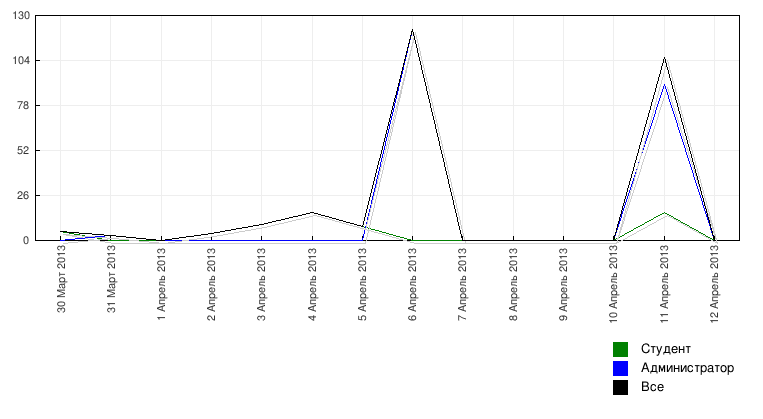 130
104
78
52
26
0
30 Март 2013
31 Март 2013
1 Апрель 2013
2 Апрель 2013
3 Апрель 2013
4 Апрель 2013
5 Апрель 2013
6 Апрель 2013
7 Апрель 2013
8 Апрель 2013
9 Апрель 2013
10 Апрель 2013
11 Апрель 2013
12 Апрель 2013
Студент
Администратор
Все